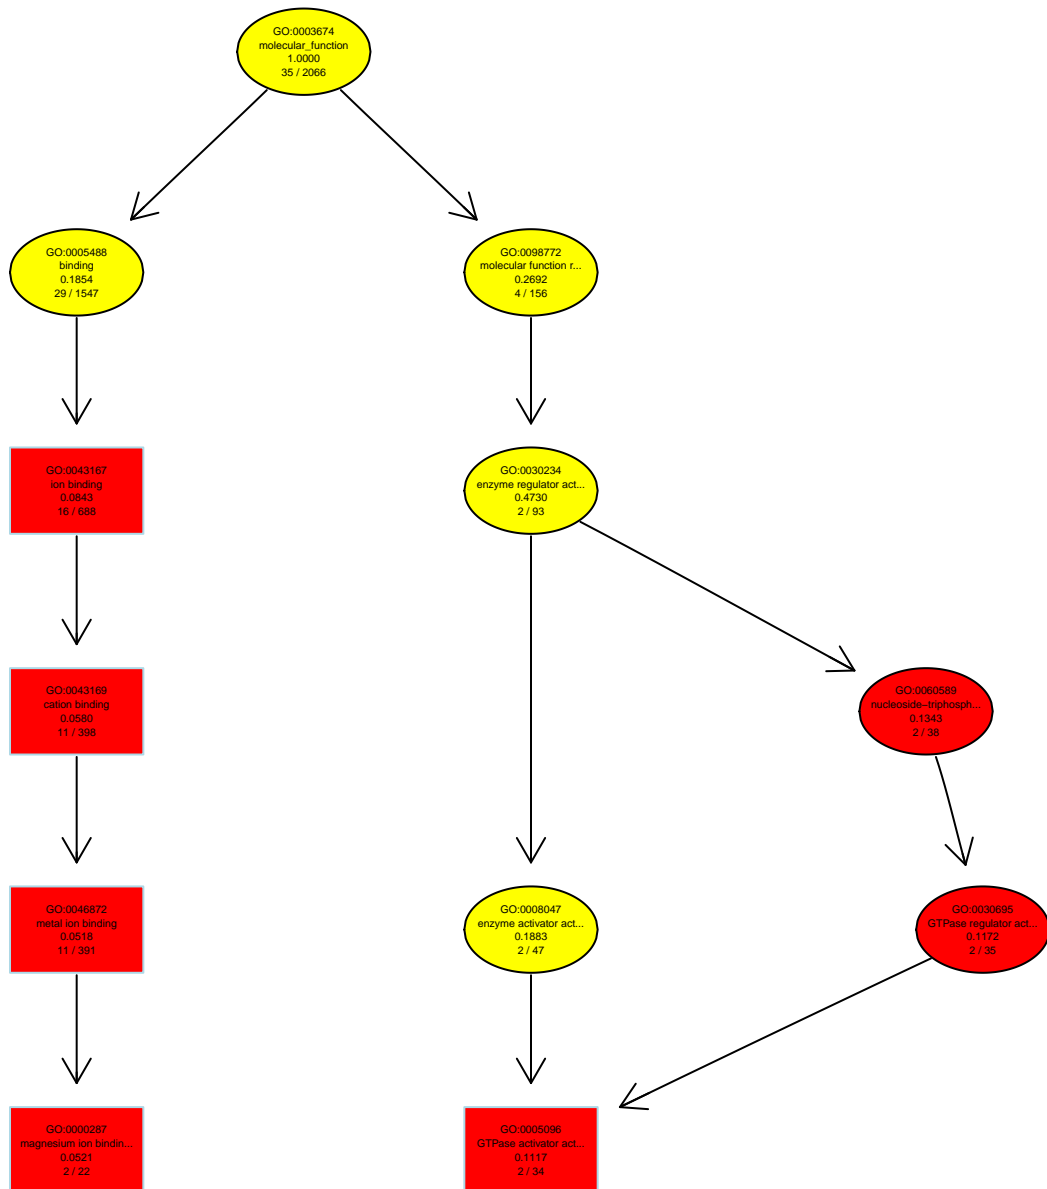 GO:0003674
molecular_function
1.0000
35 / 2066
GO:0005488
binding
0.1854
29 / 1547
GO:0098772
molecular function r...
0.2692
4 / 156
GO:0043167
ion binding
0.0843
16 / 688
GO:0030234
enzyme regulator act...
0.4730
2 / 93
GO:0043169
cation binding
0.0580
11 / 398
GO:0060589
nucleoside−triphosph...
0.1343
2 / 38
GO:0046872
metal ion binding
0.0518
11 / 391
GO:0008047
enzyme activator act...
0.1883
2 / 47
GO:0030695
GTPase regulator act...
0.1172
2 / 35
GO:0000287
magnesium ion bindin...
0.0521
2 / 22
GO:0005096
GTPase activator act...
0.1117
2 / 34